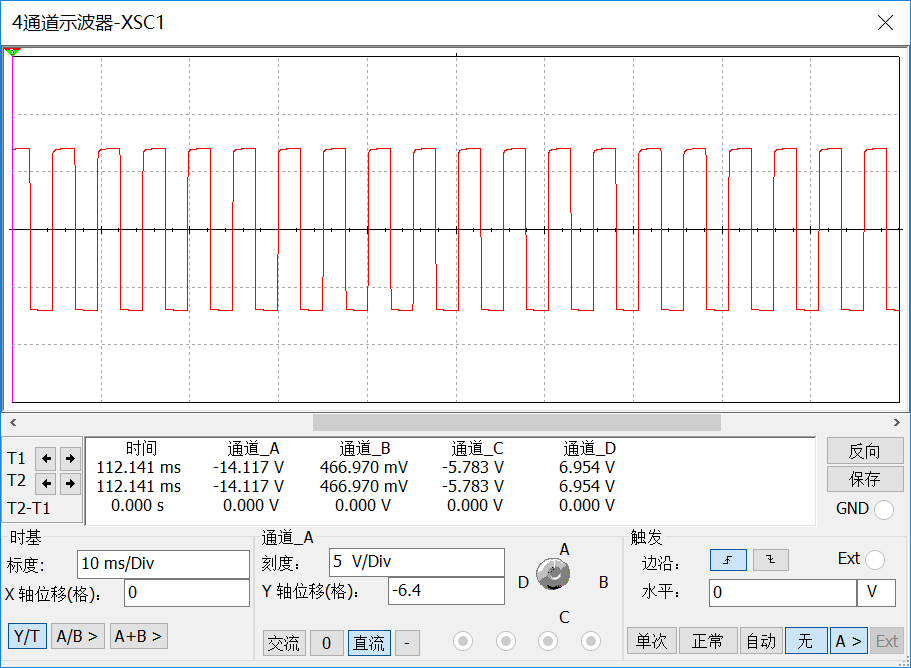 4通道示波器-XSC1
时间 通道_A 通道_B 通道_C 通道_D
T1 112.141 ms -14.117 V 466.970 mV -5.783 V 6.954 V
T2 112.141 ms -14.117 V 466.970 mV -5.783 V 6.954 V
T2-T1 0.000 s 0.000 V 0.000 V 0.000 V 0.000 V
反向
保存
GND
时基
标度: 10 ms/Div
X 轴位移(格): 0
Y/T A/B > A+B >
通道_A
刻度: 5 V/Div
Y 轴位移(格): -6.4
交流 0 直流 -
A
D B
C
触发
边沿: Ext
水平: 0 V
单次 正常 自动 无 A > Ext